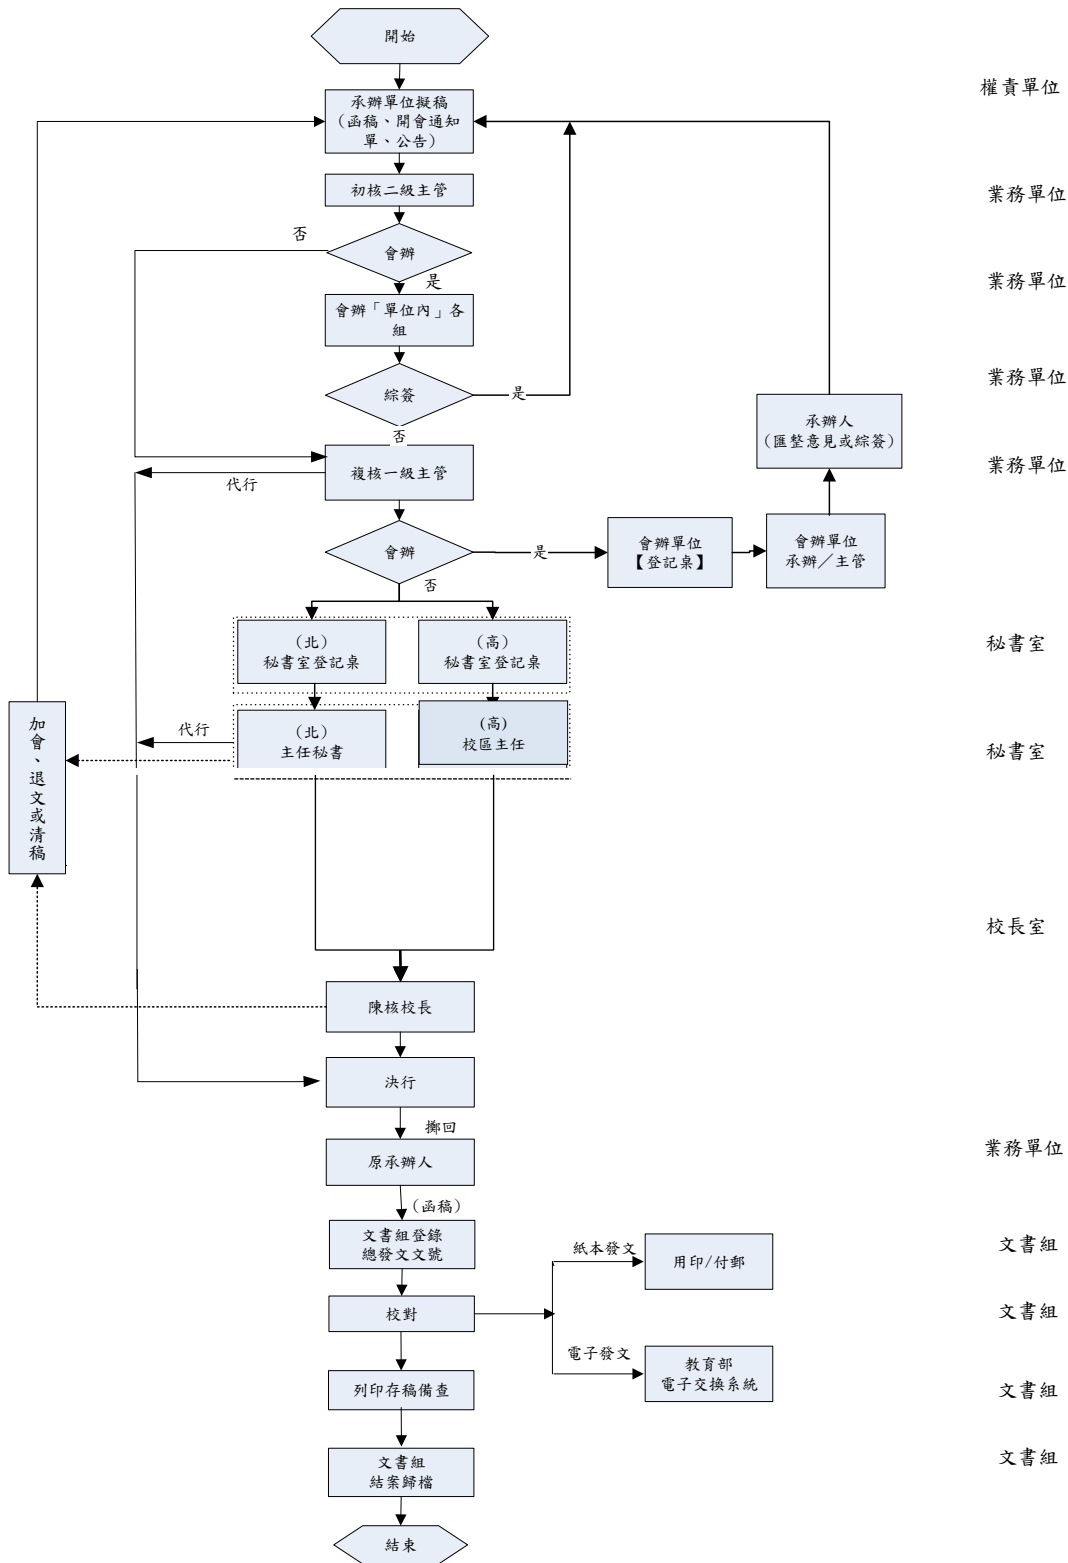 開始
權責單位
承辦單位擬稿
（函稿、開會通知
單、公告）
初核二級主管
業務單位
否
會辦
是
業務單位
會辦「單位內」各
組
綜簽
是
業務單位
否
承辦人
（匯整意見或綜簽）
複核一級主管
業務單位
代行
會辦
是
會辦單位
【登記桌】
會辦單位
承辦／主管
否
（北）
秘書室登記桌
（高）
秘書室登記桌
秘書室
加會、退文或清稿
代行
（北）
主任秘書
(高)
校區主任
秘書室
校長室
陳核校長
決行
擲回
原承辦人
業務單位
（函稿）
文書組登錄
總發文文號
紙本發文
用印/付郵
文書組
校對
文書組
電子發文
教育部
電子交換系統
列印存稿備查
文書組
文書組
結案歸檔
文書組
結束